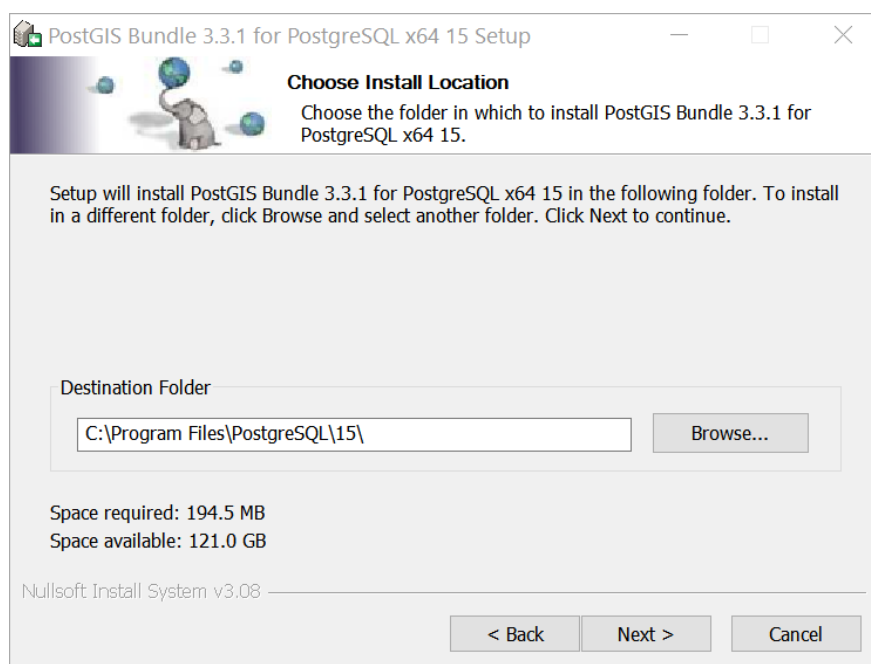 PostGIS Bundle 3.3.1 for PostgreSQL x64 15 Setup
Choose Install Location
Choose the folder in which to install PostGIS Bundle 3.3.1 for
PostgreSQL x64 15.
Setup will install PostGIS Bundle 3.3.1 for PostgreSQL x64 15 in the following folder. To install
in a different folder, click Browse and select another folder. Click Next to continue.
Destination Folder
C:\Program Files\PostgreSQL\15\
Browse...
Space required: 194.5 MB
Space available: 121.0 GB
Nullsoft Install System v3.08
< Back
Next >
Cancel